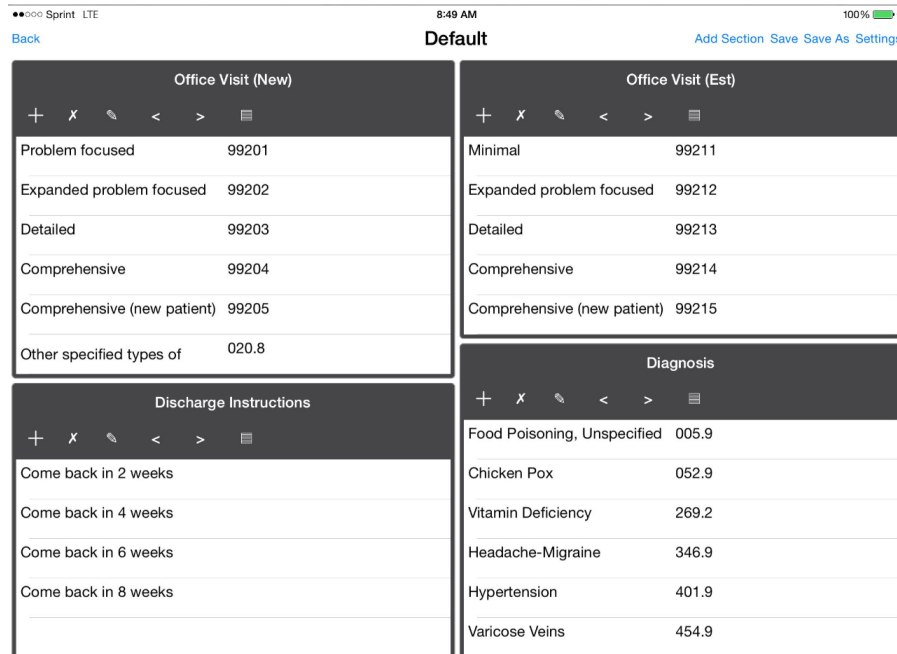 Sprint LTE 8:49 AM 100%
Back Default Add Section Save Save As Settings
Office Visit (New)
Problem focused 99201
Expanded problem focused 99202
Detailed 99203
Comprehensive 99204
Comprehensive (new patient) 99205
Other specified types of 020.8
Discharge Instructions
Come back in 2 weeks
Come back in 4 weeks
Come back in 6 weeks
Come back in 8 weeks
Office Visit (Est)
Minimal 99211
Expanded problem focused 99212
Detailed 99213
Comprehensive 99214
Comprehensive (new patient) 99215
Diagnosis
Food Poisoning, Unspecified 005.9
Chicken Pox 052.9
Vitamin Deficiency 269.2
Headache-Migraine 346.9
Hypertension 401.9
Varicose Veins 454.9